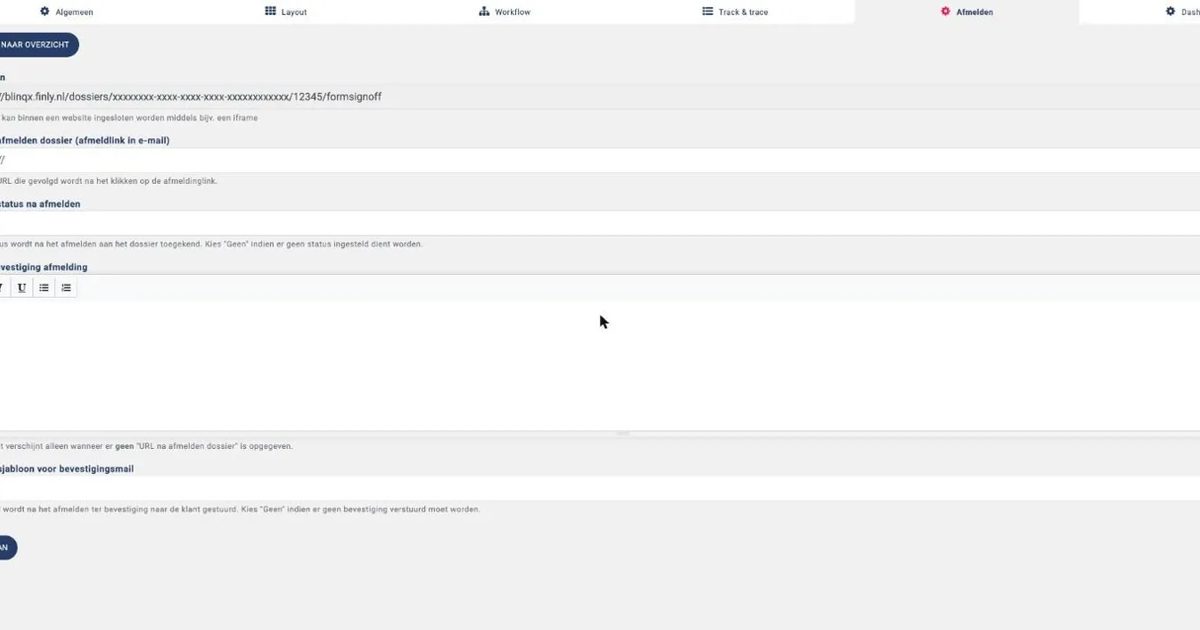 Algemeen
Layout
Workflow
Track & trace
Afmelden
Dash
NAAR OVERZICHT
n
//blinqx.finly.nl/dossiers/xxxxxxxx-xxxx-xxxx-xxxx-xxxxxxxxxxxx/12345/formsignoff
kan binnen een website ingesloten worden middels bijv. een iframe
afmelden dossier (afmeldlink in e-mail)
//
URL die gevolgd wordt na het klikken op de afmeldinglink.
status na afmelden
us wordt na het afmelden aan het dossier toegekend. Kies "Geen" indien er geen status ingesteld dient worden.
vestiging afmelding
U
t verschijnt alleen wanneer er geen "URL na afmelden dossier" is opgegeven.
sjabloon voor bevestigingsmail
wordt na het afmelden ter bevestiging naar de klant gestuurd. Kies "Geen" indien er geen bevestiging verstuurd moet worden.
AN